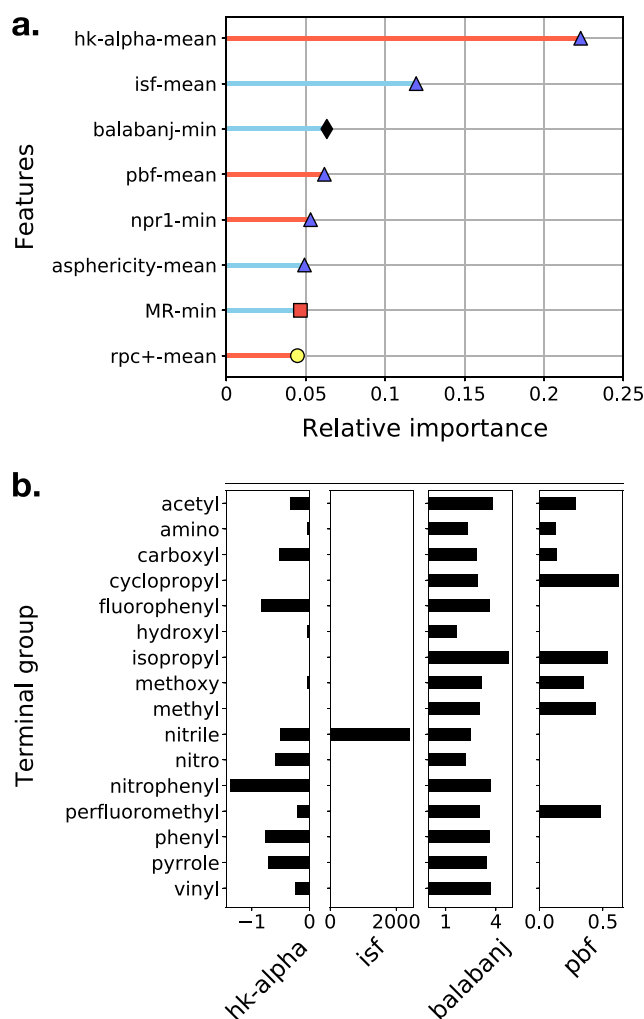 a.
hk-alpha-mean
isf-mean
balabanj-min
pbf-mean
npr1-min
asphericity-mean
MR-min
rpc+-mean
Features
0 0.05 0.1 0.15 0.2 0.25
Relative importance
b.
acetyl
amino
carboxyl
cyclopropyl
fluorophenyl
hydroxyl
isopropyl
methoxy
methyl
nitrile
nitro
nitrophenyl
perfluoromethyl
phenyl
pyrrole
vinyl
Terminal group
−1 0 0 2000 1 4 0.0 0.5
hk-alpha isf balabanj pbf